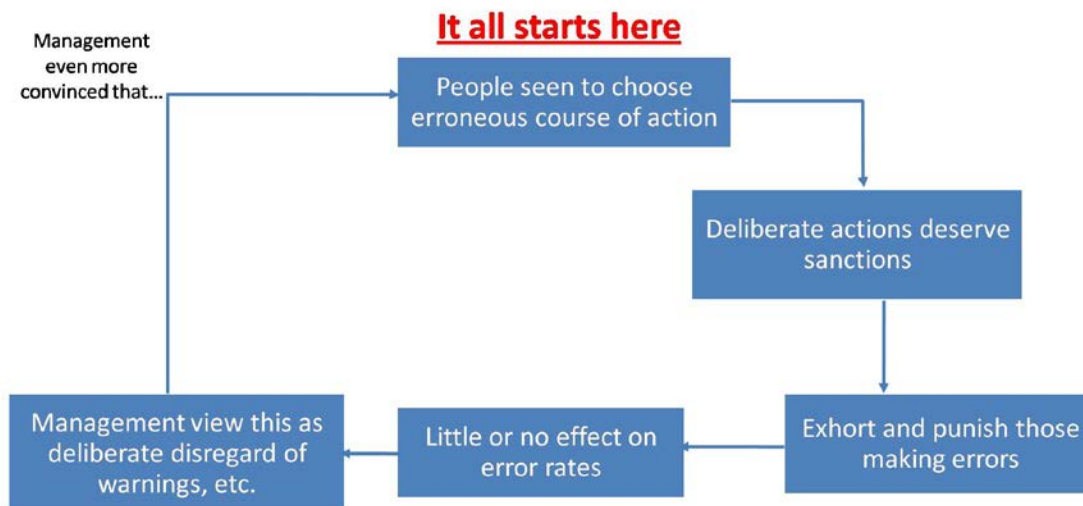 It all starts here
Management
even more
convinced that...
People seen to choose
erroneous course of action
Deliberate actions deserve
sanctions
Exhort and punish those
making errors
Little or no effect on
error rates
Management view this as
deliberate disregard of
warnings, etc.